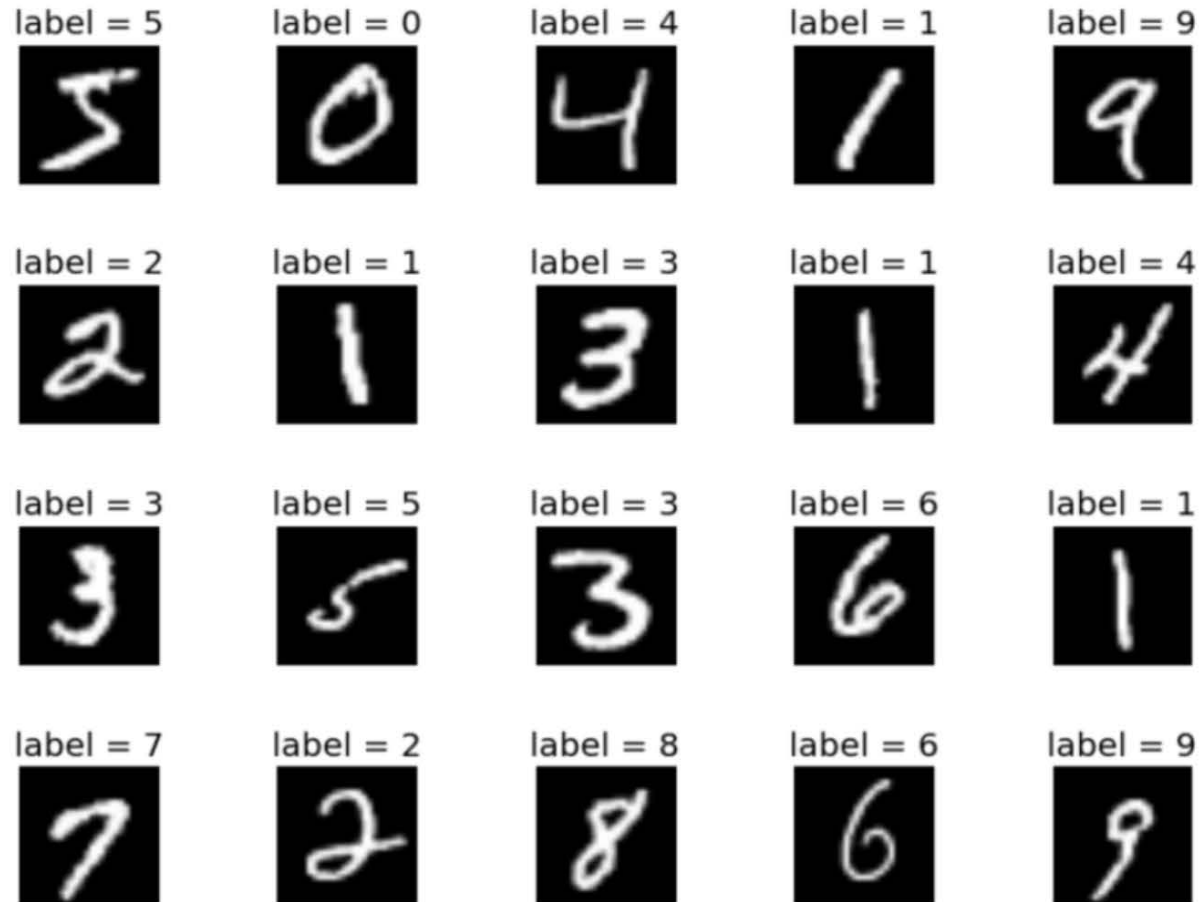 label = 5 label = 0 label = 4 label = 1 label = 9
5 0 4 1 9
label = 2 label = 1 label = 3 label = 1 label = 4
2 1 3 1 4
label = 3 label = 5 label = 3 label = 6 label = 1
3 5 3 6 1
label = 7 label = 2 label = 8 label = 6 label = 9
7 2 8 6 9